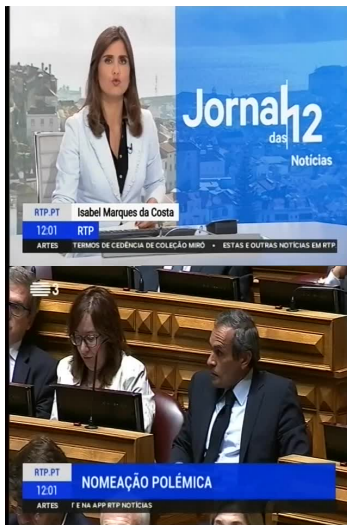 Jornal
das 12
Notícias
RTP.PT
Isabel Marques da Costa
12:01
RTP
ARTES
TERMOS DE CEDÊNCIA DE COLEÇÃO MIRÓ • ESTAS E OUTRAS NOTÍCIAS EM RTP
3
RTP.PT
12:01
NOMEAÇÃO POLÉMICA
ARTES
T E NA APP RTP NOTÍCIAS